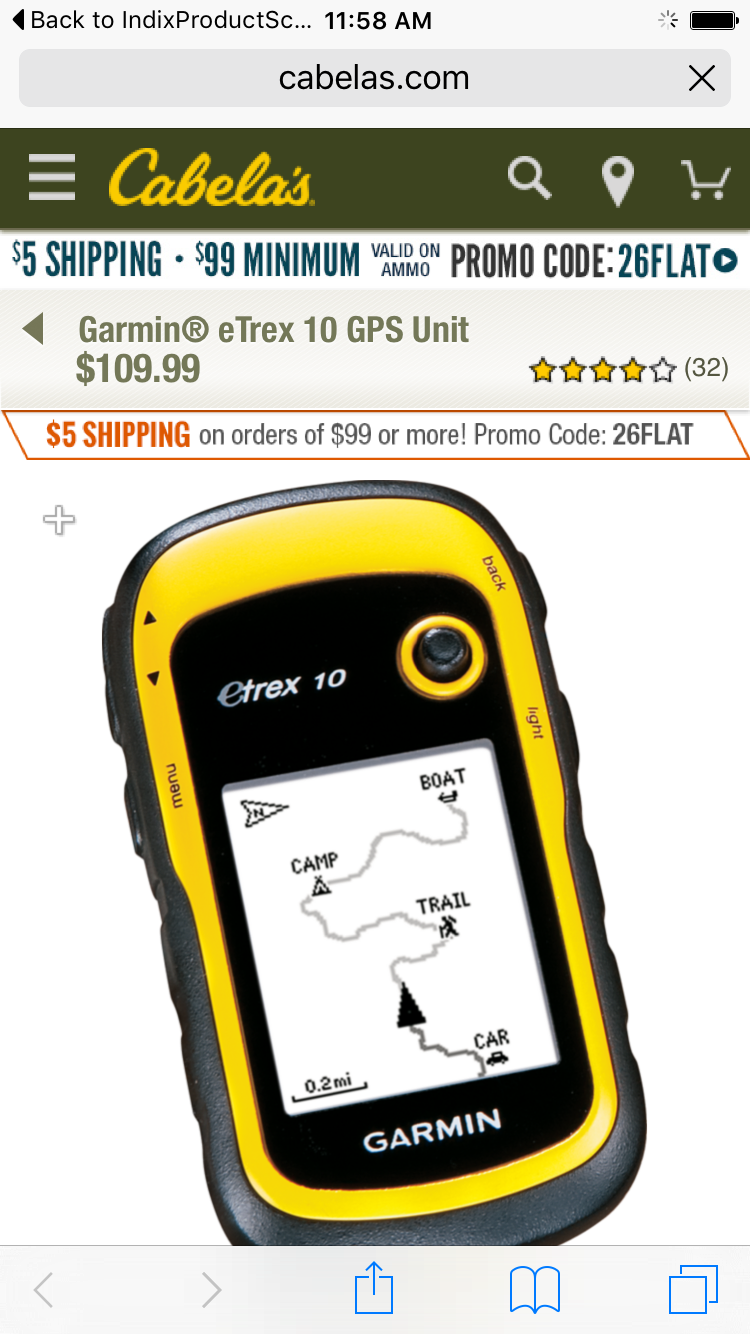 Back to IndixProductSc... 11:58 AM
cabelas.com
Cabela's
$5 SHIPPING • $99 MINIMUM VALID ON AMMO PROMO CODE: 26FLAT
Garmin® eTrex 10 GPS Unit
$109.99 (32)
$5 SHIPPING on orders of $99 or more! Promo Code: 26FLAT
back
etrex 10
light
menu
BOAT
N
CAMP
TRAIL
CAR
0.2mi
GARMIN